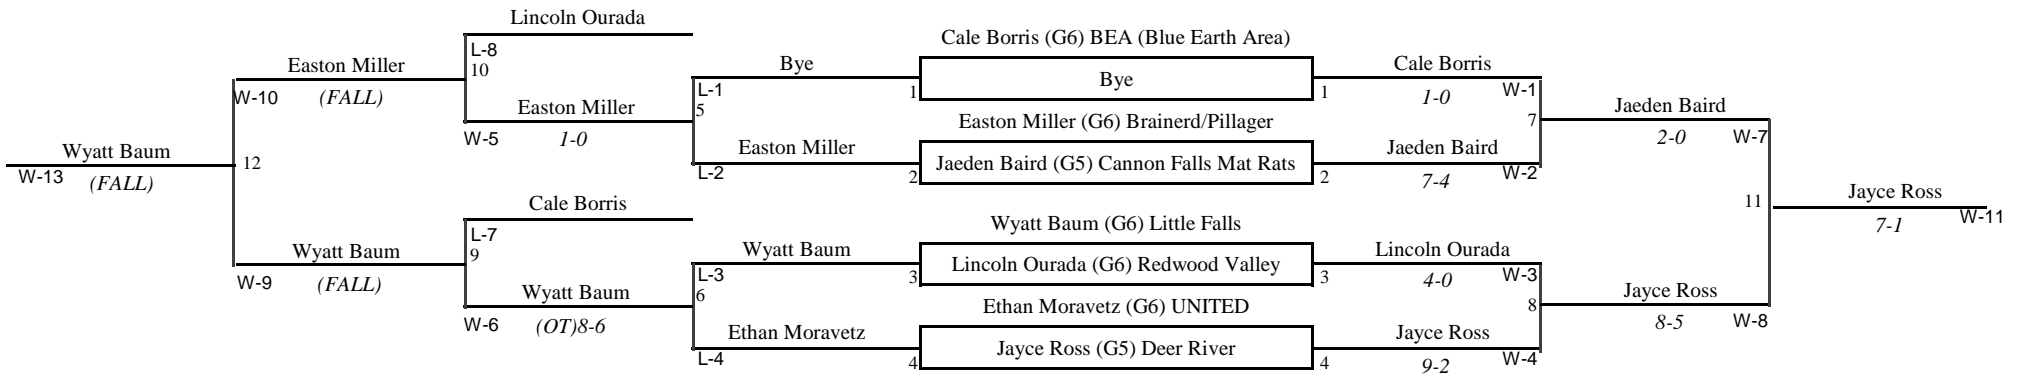 Lincoln Ourada
Cale Borris (G6) BEA (Blue Earth Area)
L-8
Easton Miller
10
Bye
Bye
Cale Borris
W-10
(FALL)
L-1
1
1
1-0
W-1
Easton Miller
5
Easton Miller (G6) Brainerd/Pillager
7
Jaeden Baird
W-5
1-0
2-0
W-7
Wyatt Baum
12
Easton Miller
Jaeden Baird (G5) Cannon Falls Mat Rats
Jaeden Baird
W-13
(FALL)
L-2
2
2
7-4
W-2
Cale Borris
11
Jayce Ross
L-7
Wyatt Baum (G6) Little Falls
7-1
W-11
Wyatt Baum
9
Wyatt Baum
Lincoln Ourada (G6) Redwood Valley
Lincoln Ourada
W-9
(FALL)
L-3
3
3
4-0
W-3
Wyatt Baum
6
Ethan Moravetz (G6) UNITED
8
Jayce Ross
W-6
(OT)8-6
8-5
W-8
Ethan Moravetz
Jayce Ross (G5) Deer River
Jayce Ross
L-4
4
4
9-2
W-4